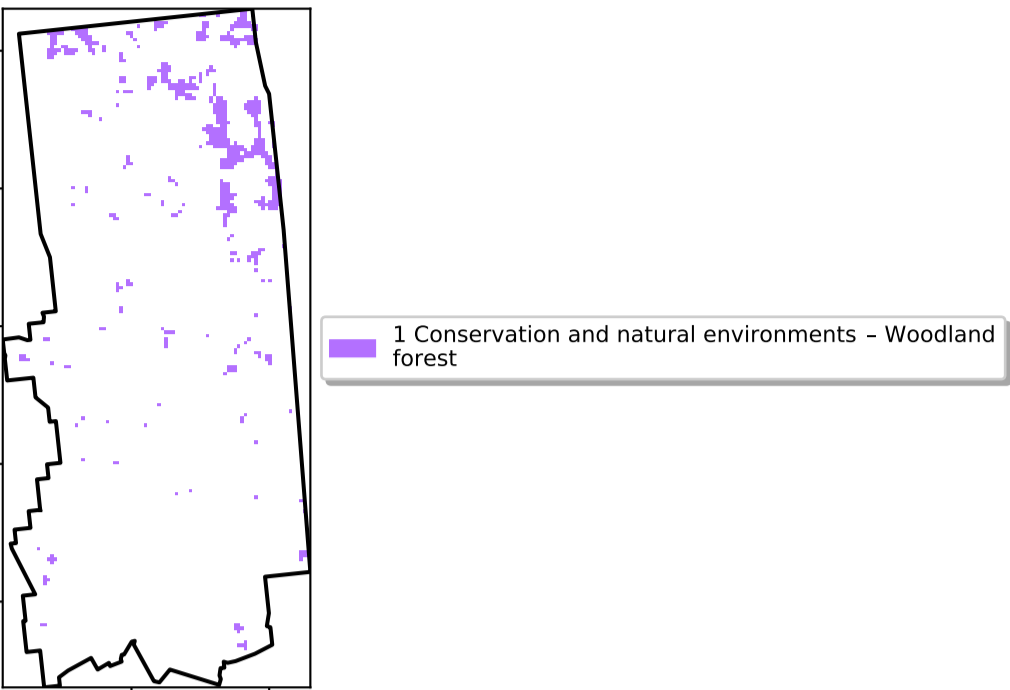 1 Conservation and natural environments – Woodland
forest